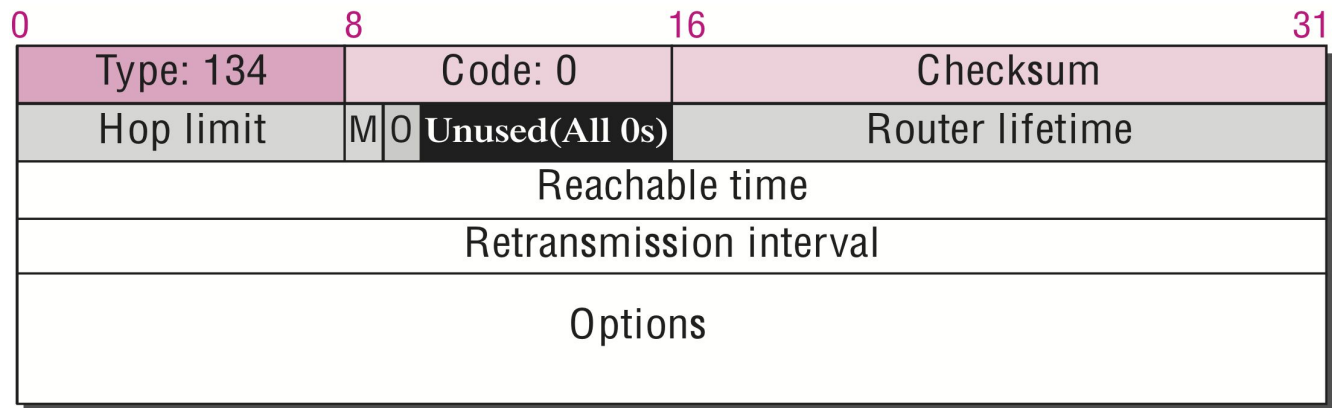 0 8 16 31
Type: 134 Code: 0 Checksum
Hop limit M O Unused(All 0s) Router lifetime
Reachable time
Retransmission interval
Options